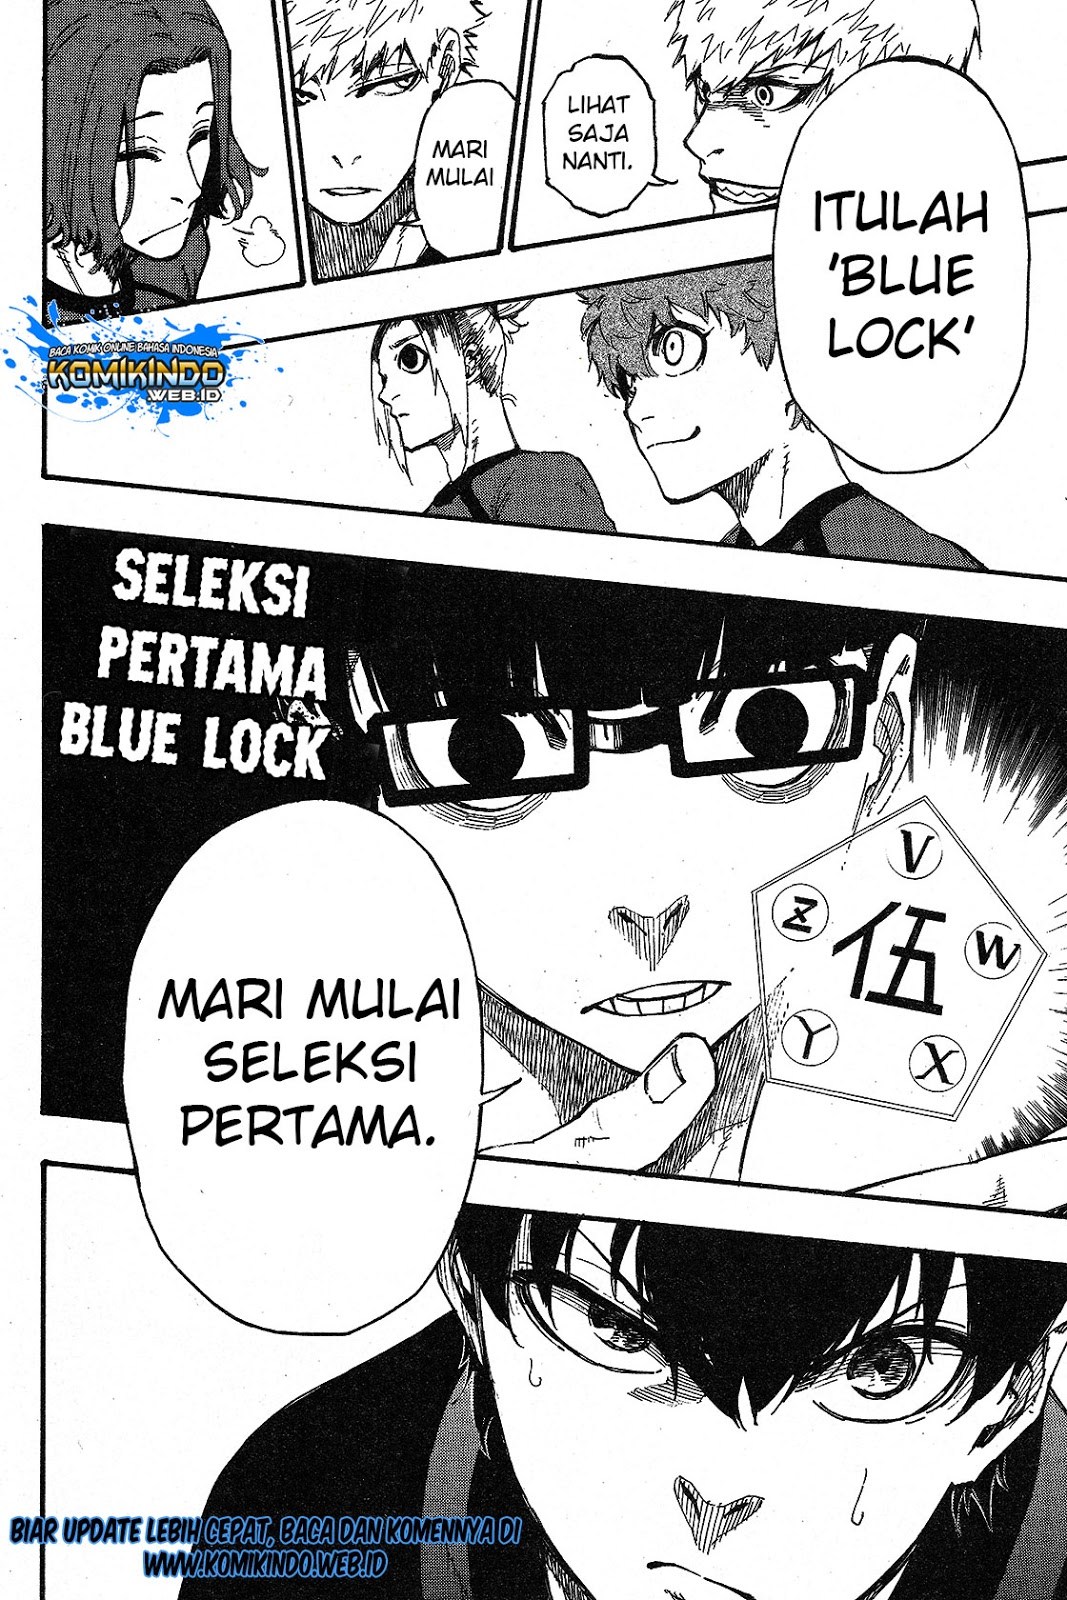 LIHAT
SAJA
NANTI.
MARI
MULAI
ITULAH
'BLUE
LOCK'
BACA KOMIK ONLINE BAHASA INDONESIA
KOMIKINDO
WEB.ID
SELEKSI
PERTAMA
BLUE LOCK
V
Z
伍
W
Y
X
MARI MULAI
SELEKSI
PERTAMA.
BIAR UPDATE LEBIH CEPAT, BACA DAN KOMENNYA DI
WWW.KOMIKINDO.WEB.ID